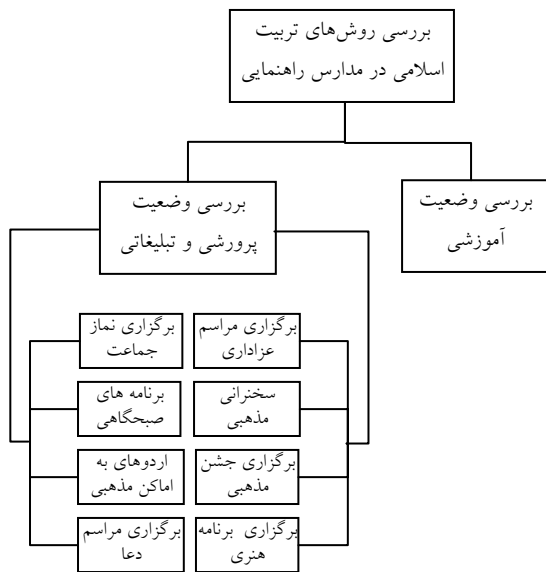 بررسی روش‌های تربیت
اسلامی در مدارس راهنمایی
بررسی وضعیت
آموزشی
بررسی وضعیت
پرورشی و تبلیغاتی
برگزاری مراسم
عزاداری
برگزاری نماز
جماعت
سخنرانی
مذهبی
برنامه های
صبحگاهی
برگزاری جشن
مذهبی
اردوهای به
اماکن مذهبی
برگزاری برنامه
هنری
برگزاری مراسم
دعا